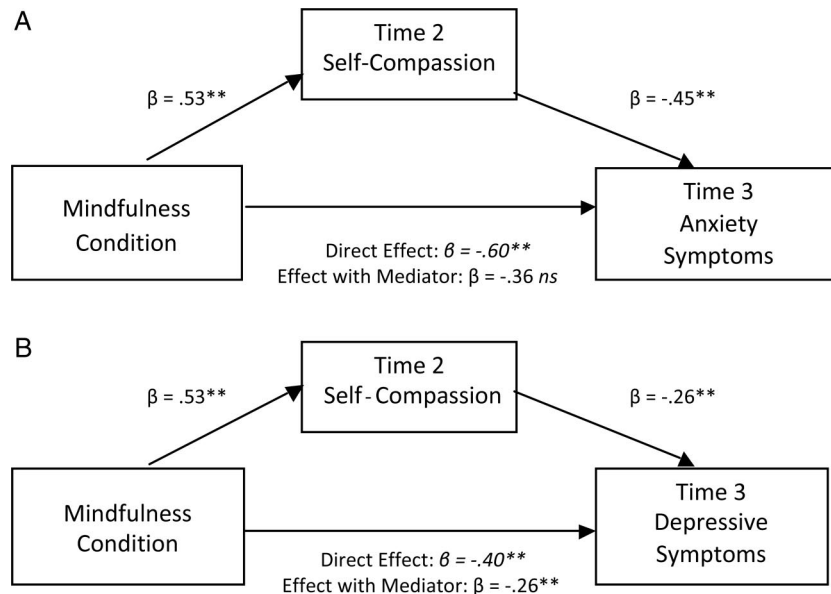 A
Time 2
Self-Compassion
β = .53**
β = -.45**
Mindfulness
Condition
Time 3
Anxiety
Symptoms
Direct Effect: β = -.60**
Effect with Mediator: β = -.36 ns
B
Time 2
Self-Compassion
β = .53**
β = -.26**
Mindfulness
Condition
Time 3
Depressive
Symptoms
Direct Effect: β = -.40**
Effect with Mediator: β = -.26**